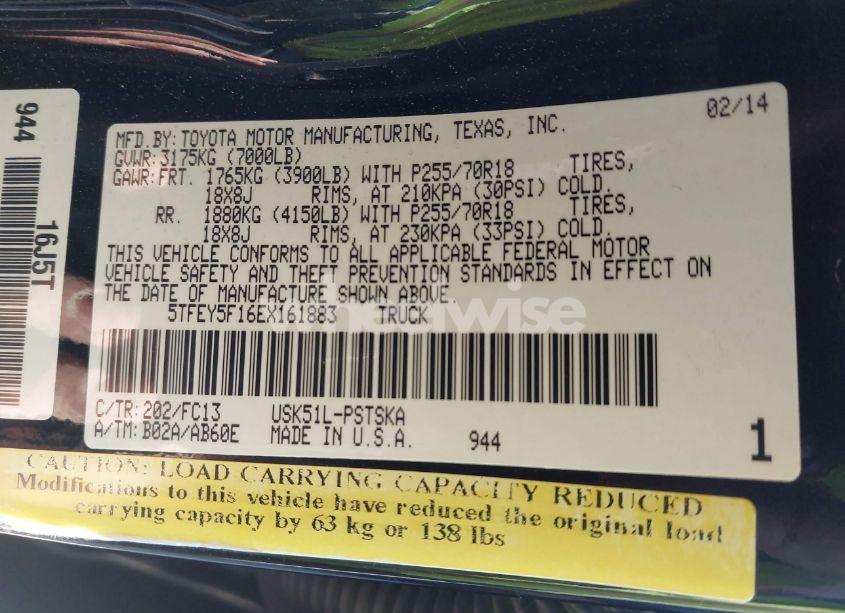 944
16J5T
02/14
MFD.BY: TOYOTA MOTOR MANUFACTURING, TEXAS, INC.
GVWR: 3175KG (7000LB)
GAWR: FRT. 1765KG (3900LB) WITH P255/70R18 TIRES,
18X8J RIMS, AT 210KPA (30PSI) COLD.
RR. 1880KG (4150LB) WITH P255/70R18 TIRES,
18X8J RIMS, AT 230KPA (33PSI) COLD.
THIS VEHICLE CONFORMS TO ALL APPLICABLE FEDERAL MOTOR
VEHICLE SAFETY AND THEFT PREVENTION STANDARDS IN EFFECT ON
THE DATE OF MANUFACTURE SHOWN ABOVE.
5TFEY5F16EX161883 TRUCK
C/TR: 202/FC13 USK51L-PSTSKA
A/TM: B02A/AB60E MADE IN U.S.A. 944 1
CAUTION: LOAD CARRYING CAPACITY REDUCED
Modifications to this vehicle have reduced the original load
carrying capacity by 63 kg or 138 lbs